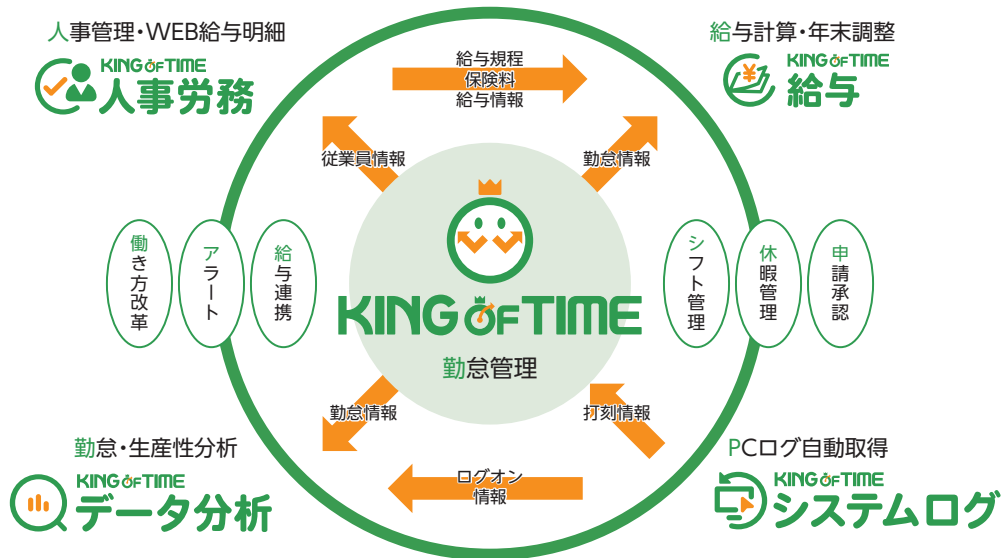 人事管理・WEB給与明細
KING OF TIME
人事労務
給与計算・年末調整
KING OF TIME
給与
給与規程
保険料
給与情報
従業員情報
勤怠情報
働き方改革
アラート
給与連携
KING OF TIME
勤怠管理
シフト管理
休暇管理
申請承認
勤怠情報
打刻情報
ログオン
情報
勤怠・生産性分析
KING OF TIME
データ分析
PCログ自動取得
KING OF TIME
システムログ